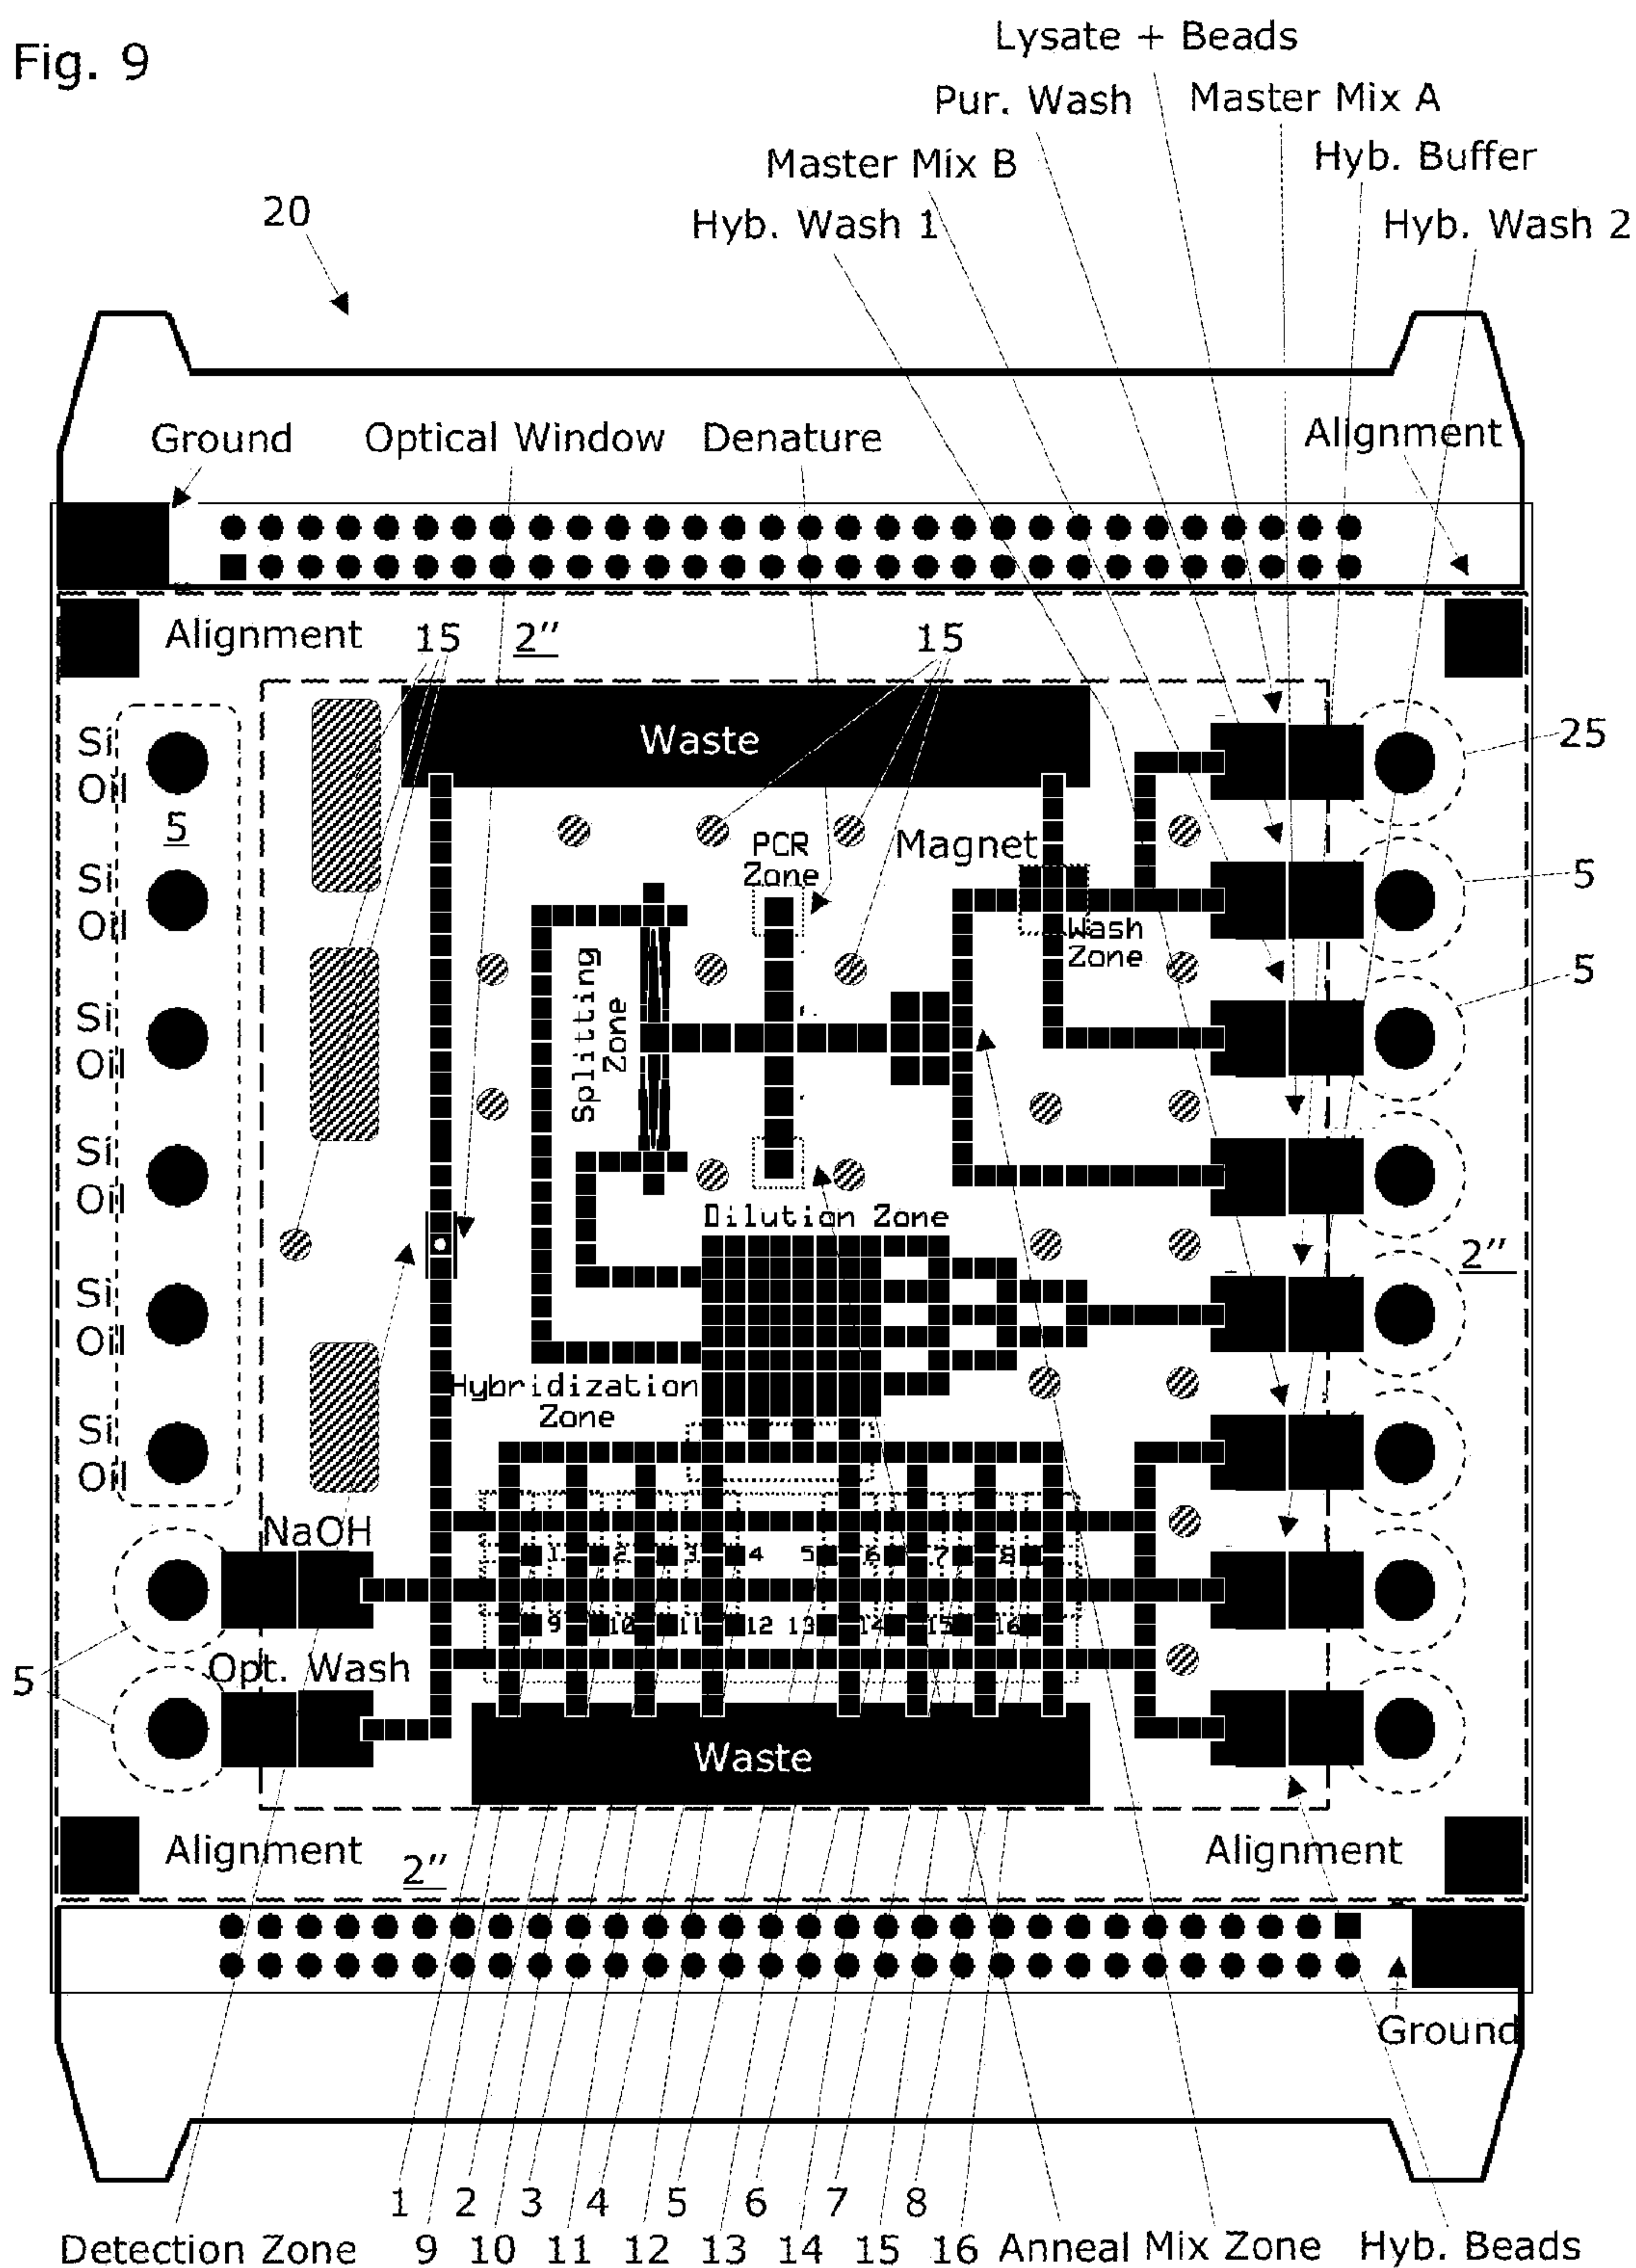 Fig. 9
Lysate + Beads
Pur. Wash
Master Mix A
Master Mix B
Hyb. Buffer
20
Hyb. Wash 1
Hyb. Wash 2
Ground
Optical Window
Denature
Alignment
Alignment
15
2''
15
Si
Oil
5
Waste
25
PCR
Zone
Magnet
Si
Oil
5
Wash
Zone
Splitting
Zone
Si
Oil
5
Si
Oil
Dilution Zone
2''
Si
Oil
Hybridization
Zone
Si
Oil
NaOH
1 2 3 4 5 6 7 8
9 10 11 12 13 14 15 16
Opt. Wash
5
Waste
Alignment
2''
Alignment
Ground
1 2 3 4 5 6 7 8
Detection Zone 9 10 11 12 13 14 15 16 Anneal Mix Zone Hyb. Beads